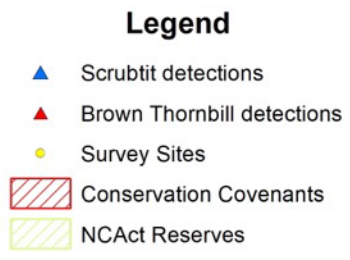 Legend
Scrubtit detections
Brown Thornbill detections
Survey Sites
Conservation Covenants
NCAct Reserves